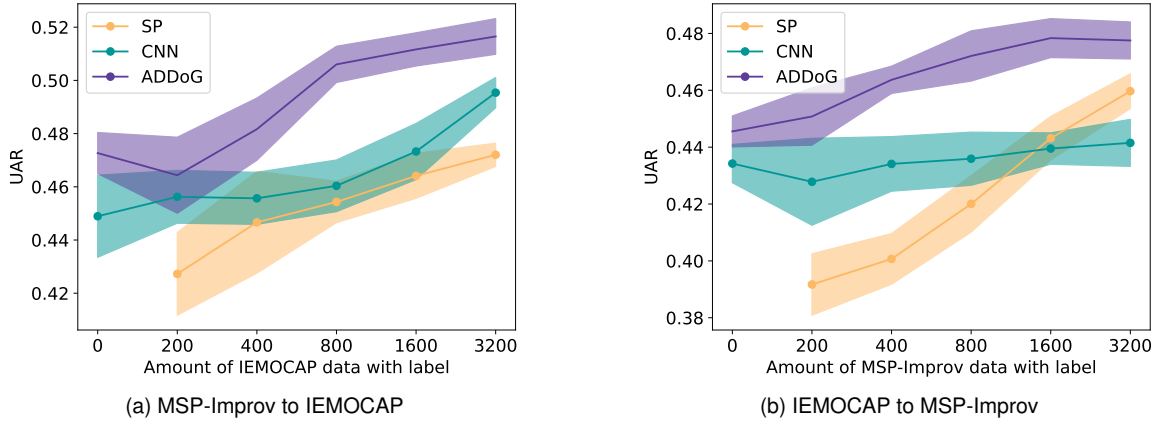 SP
CNN
ADDoG
UAR
0.52
0.50
0.48
0.46
0.44
0.42
0 200 400 800 1600 3200
Amount of IEMOCAP data with label
(a) MSP-Improv to IEMOCAP
SP
CNN
ADDoG
UAR
0.48
0.46
0.44
0.42
0.40
0.38
0 200 400 800 1600 3200
Amount of MSP-Improv data with label
(b) IEMOCAP to MSP-Improv